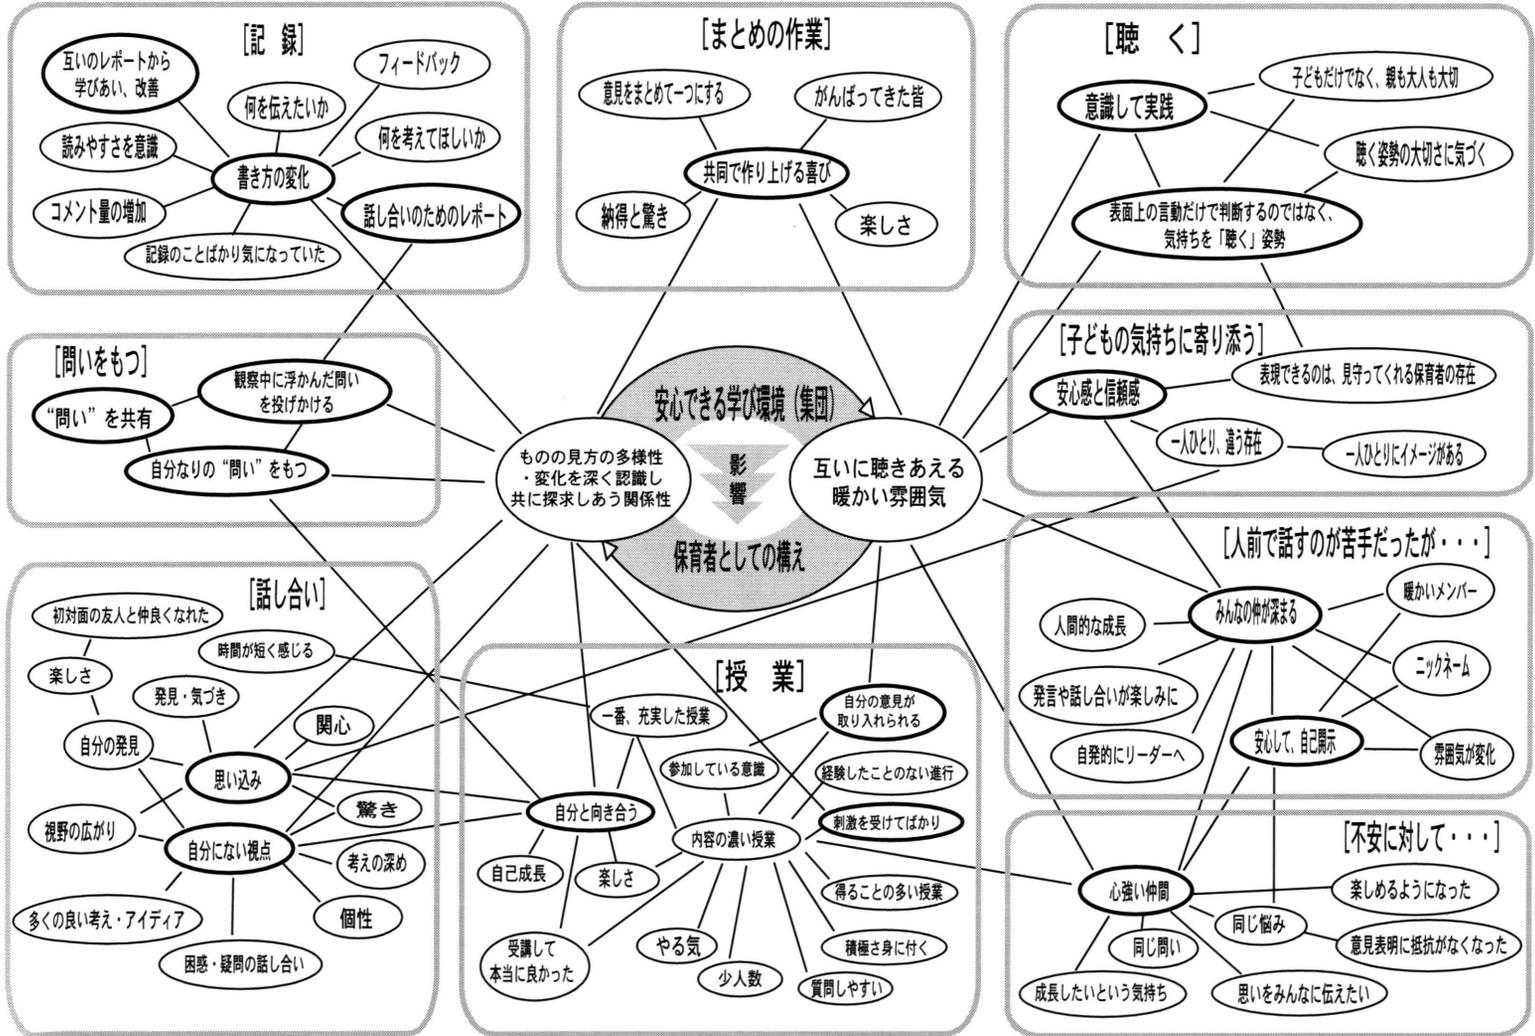 [記　録]
互いのレポートから
学びあい、改善
フィードバック
何を伝えたいか
読みやすさを意識
何を考えてほしいか
書き方の変化
コメント量の増加
話し合いのためのレポート
記録のことばかり気になっていた
[まとめの作業]
意見をまとめて一つにする
がんばってきた皆
共同で作り上げる喜び
納得と驚き
楽しさ
[聴　く]
子どもだけでなく、親も大人も大切
意識して実践
聴く姿勢の大切さに気づく
表面上の言動だけで判断するのではなく、
気持ちを「聴く」姿勢
[問いをもつ]
観察中に浮かんだ問い
を投げかける
“問い”を共有
自分なりの“問い”をもつ
安心できる学び環境（集団）
ものの見方の多様性
・変化を深く認識し
共に探求しあう関係性
影
響
互いに聴きあえる
暖かい雰囲気
保育者としての構え
[子どもの気持ちに寄り添う]
表現できるのは、見守ってくれる保育者の存在
安心感と信頼感
一人ひとり、違う存在
一人ひとりにイメージがある
[人前で話すのが苦手だったが・・・]
暖かいメンバー
みんなの仲が深まる
人間的な成長
ニックネーム
発言や話し合いが楽しみに
安心して、自己開示
自発的にリーダーへ
雰囲気が変化
[話し合い]
初対面の友人と仲良くなれた
時間が短く感じる
楽しさ
発見・気づき
関心
自分の発見
思い込み
驚き
視野の広がり
自分にない視点
考えの深め
多くの良い考え・アイディア
個性
困惑・疑問の話し合い
[授　業]
一番、充実した授業
自分の意見が
取り入れられる
参加している意識
経験したことのない進行
自分と向き合う
刺激を受けてばかり
内容の濃い授業
自己成長
楽しさ
得ることの多い授業
受講して
本当に良かった
やる気
積極さ身に付く
少人数
質問しやすい
[不安に対して・・・]
心強い仲間
楽しめるようになった
同じ悩み
同じ問い
意見表明に抵抗がなくなった
成長したいという気持ち
思いをみんなに伝えたい